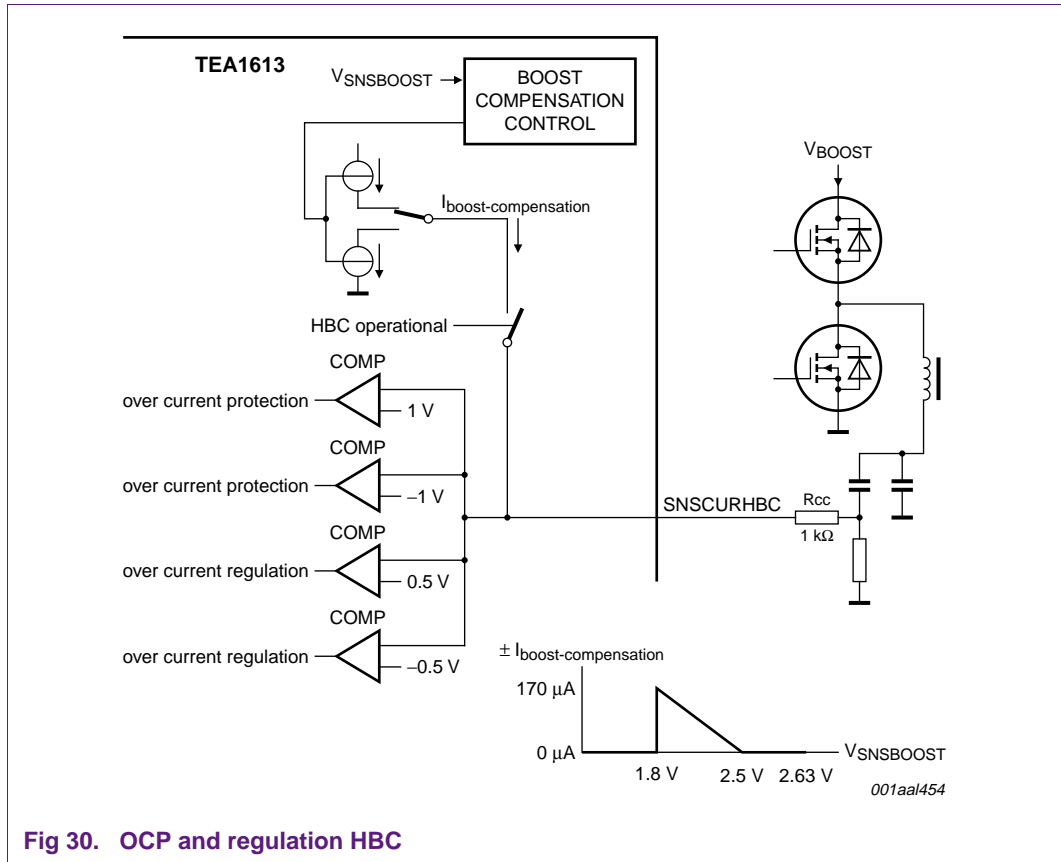 TEA1613
VSNSBOOST
BOOST
COMPENSATION
CONTROL
VBOOST
Iboost-compensation
HBC operational
COMP
over current protection
1 V
COMP
over current protection
−1 V
SNSCURHBC
Rcc
1 kΩ
COMP
over current regulation
0.5 V
COMP
over current regulation
−0.5 V
± Iboost-compensation
170 μA
0 μA
VSNSBOOST
1.8 V
2.5 V
2.63 V
001aal454
Fig 30. OCP and regulation HBC